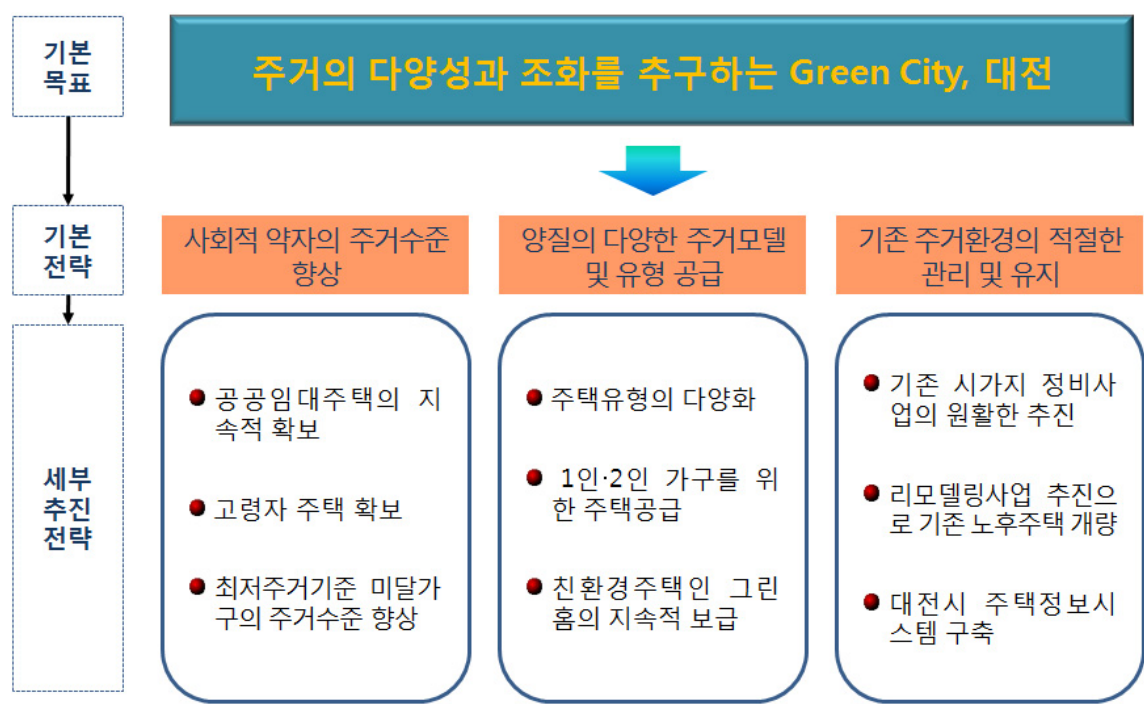 기본
목표
주거의 다양성과 조화를 추구하는 Green City, 대전
기본
전략
사회적 약자의 주거수준
향상
양질의 다양한 주거모델
및 유형 공급
기존 주거환경의 적절한
관리 및 유지
세부
추진
전략
공공임대주택의 지
속적 확보
고령자 주택 확보
최저주거기준 미달가
구의 주거수준 향상
주택유형의 다양화
1인·2인 가구를 위
한 주택공급
친환경주택인 그린
홈의 지속적 보급
기존 시가지 정비사
업의 원활한 추진
리모델링사업 추진으
로 기존 노후주택 개량
대전시 주택정보시
스템 구축